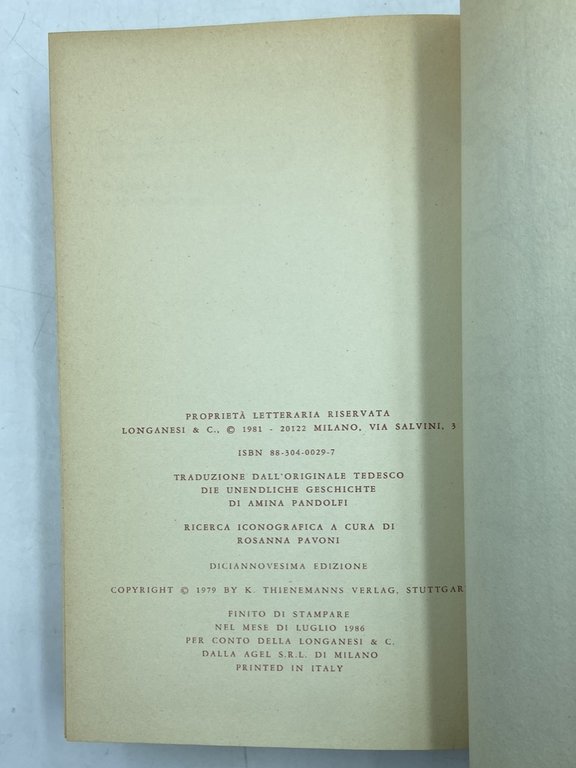 PROPRIETÀ LETTERARIA RISERVATA
LONGANESI & C., © 1981 - 20122 MILANO, VIA SALVINI, 3
ISBN 88-304-0029-7
TRADUZIONE DALL'ORIGINALE TEDESCO
DIE UNENDLICHE GESCHICHTE
DI AMINA PANDOLFI
RICERCA ICONOGRAFICA A CURA DI
ROSANNA PAVONI
DICIANNOVESIMA EDIZIONE
COPYRIGHT © 1979 BY K. THIENEMANNS VERLAG, STUTTGAR
FINITO DI STAMPARE
NEL MESE DI LUGLIO 1986
PER CONTO DELLA LONGANESI & C.
DALLA AGEL S.R.L. DI MILANO
PRINTED IN ITALY